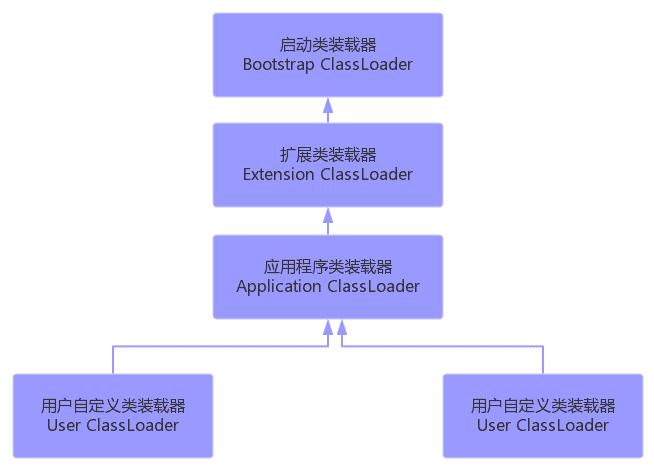 启动类装载器
Bootstrap ClassLoader
扩展类装载器
Extension ClassLoader
应用程序类装载器
Application ClassLoader
用户自定义类装载器
User ClassLoader
用户自定义类装载器
User ClassLoader